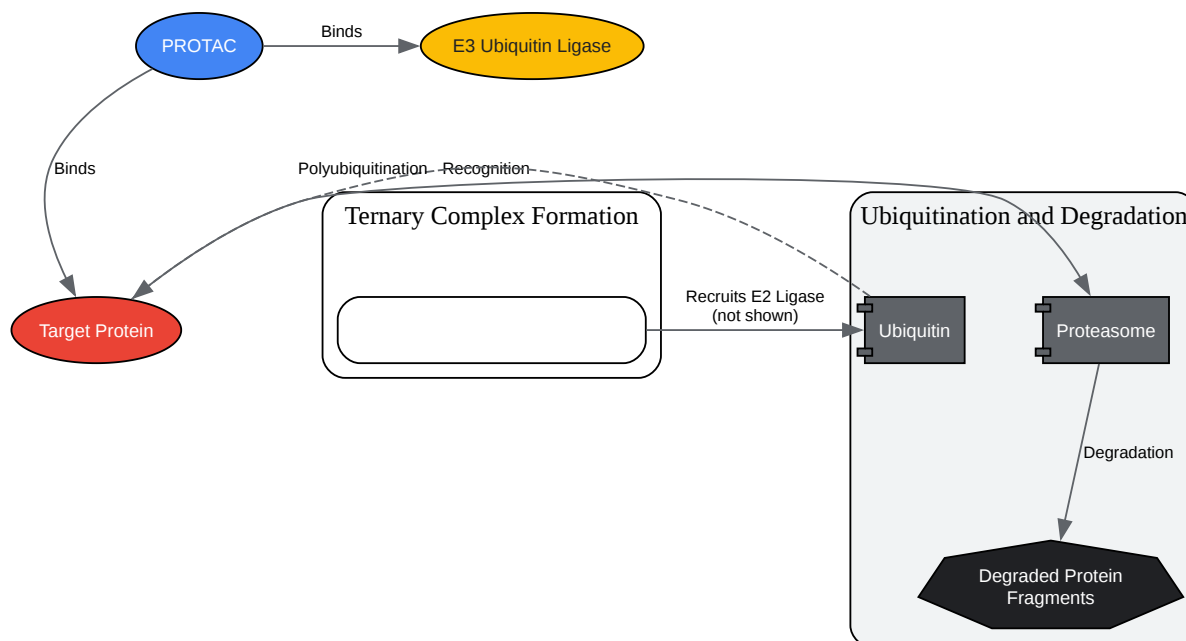 PROTAC
Binds
E3 Ubiquitin Ligase
Binds
Polyubiquitination
Recognition
Ternary Complex Formation
Ubiquitination and Degradation
Target Protein
Recruits E2 Ligase
(not shown)
Ubiquitin
Proteasome
Degradation
Degraded Protein
Fragments